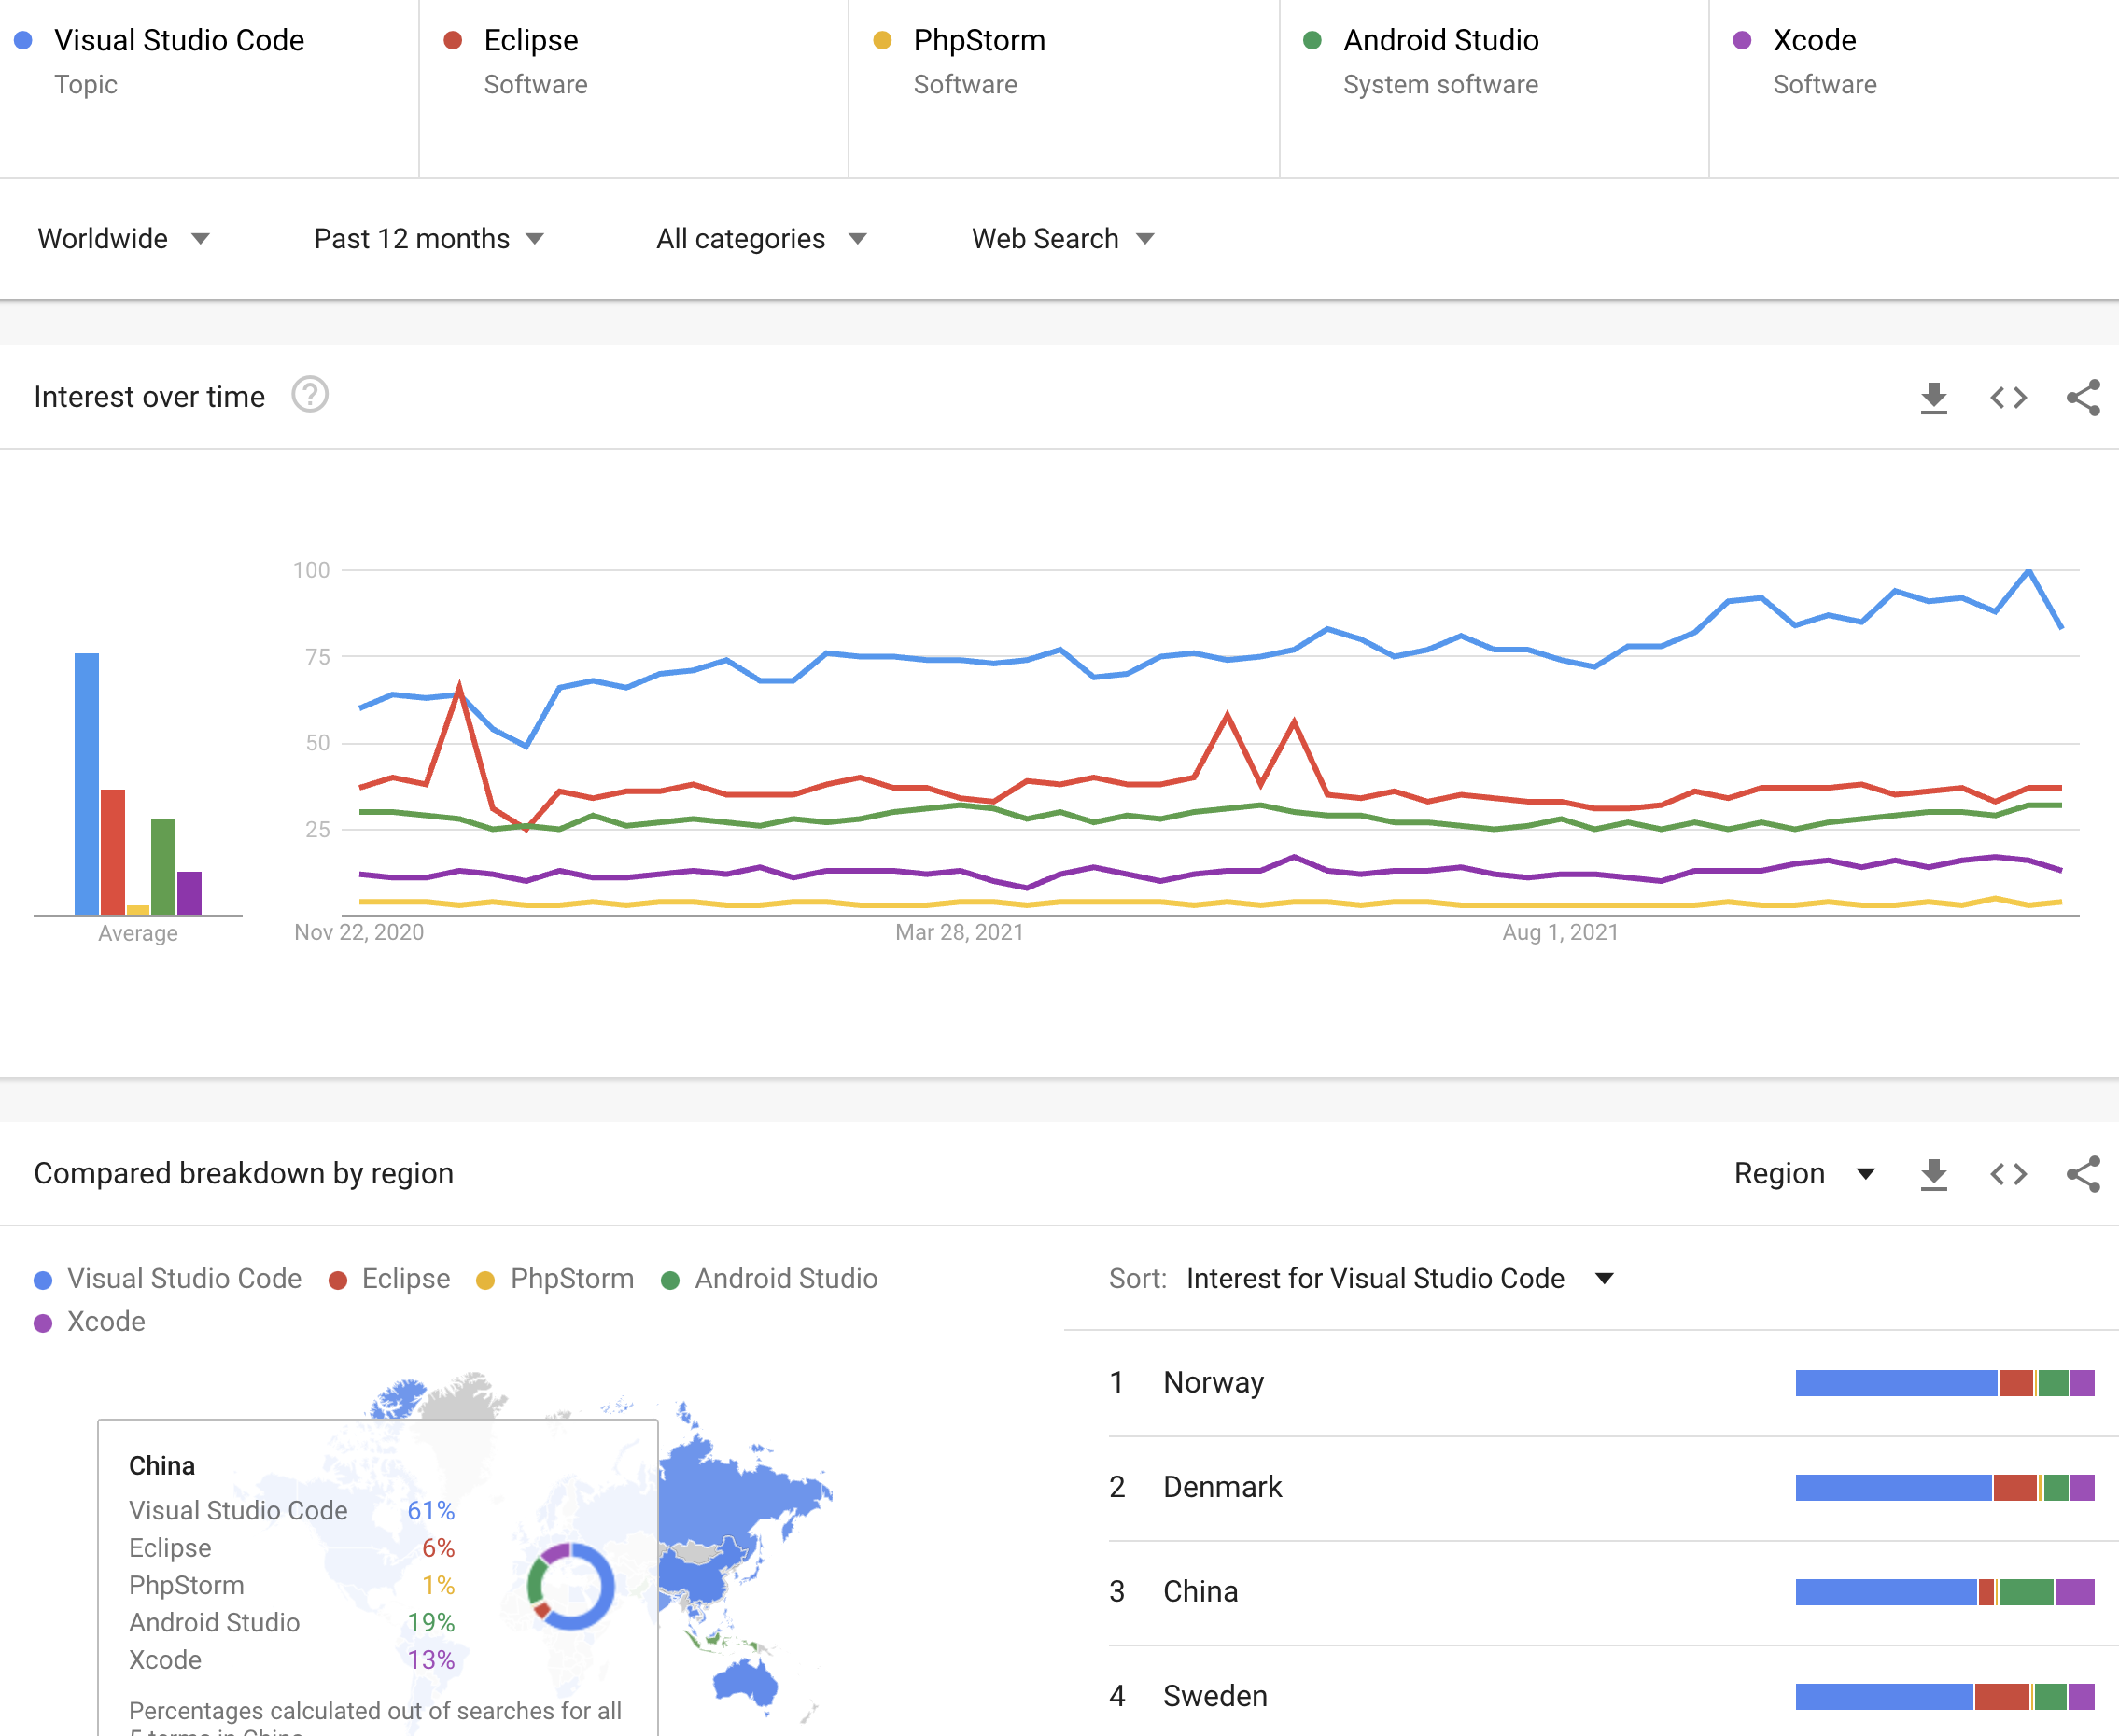 Visual Studio Code
Topic
Eclipse
Software
PhpStorm
Software
Android Studio
System software
Xcode
Software
Worldwide
Past 12 months
All categories
Web Search
Interest over time
?
100
75
50
25
Average
Nov 22, 2020
Mar 28, 2021
Aug 1, 2021
Compared breakdown by region
Region
Visual Studio Code
Eclipse
PhpStorm
Android Studio
Xcode
Sort: Interest for Visual Studio Code
China
Visual Studio Code 61%
Eclipse 6%
PhpStorm 1%
Android Studio 19%
Xcode 13%
Percentages calculated out of searches for all
5 terms in China
1 Norway
2 Denmark
3 China
4 Sweden